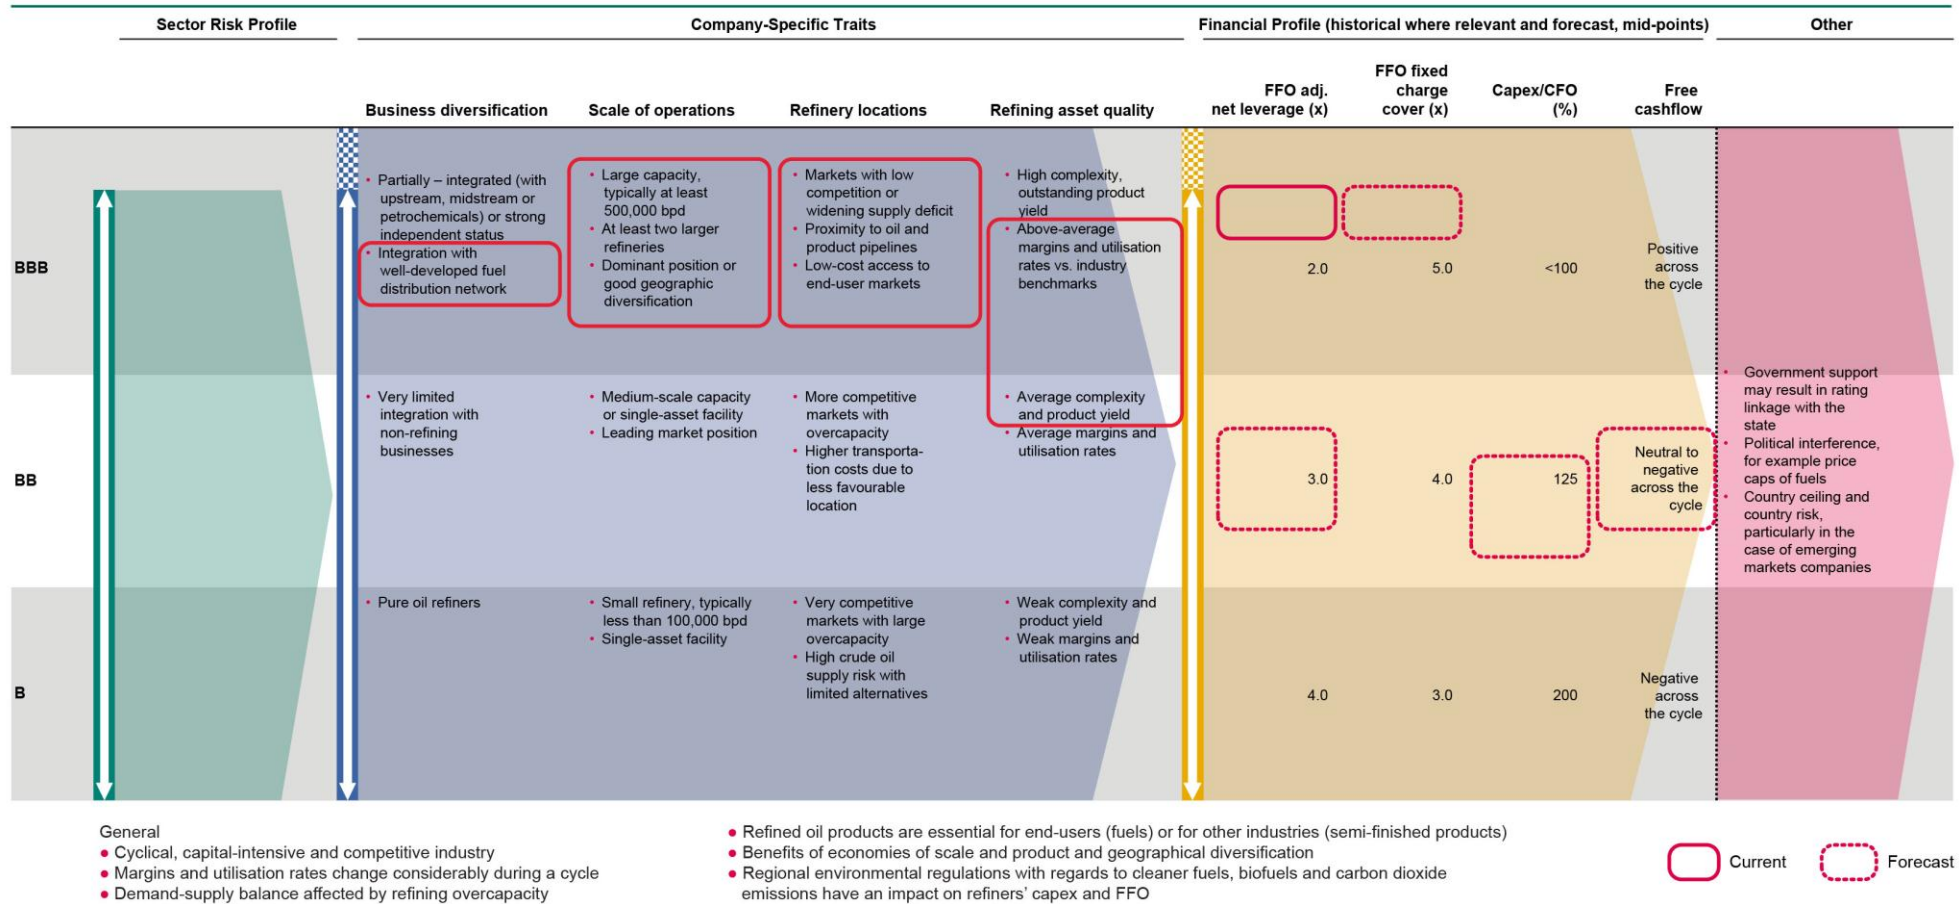 Sector Risk Profile
Company-Specific Traits
Financial Profile (historical where relevant and forecast, mid-points)
Other
Business diversification
Scale of operations
Refinery locations
Refining asset quality
FFO adj.
net leverage (x)
FFO fixed
charge
cover (x)
Capex/CFO
(%)
Free
cashflow
BBB
• Partially – integrated (with
upstream, midstream or
petrochemicals) or strong
independent status
• Integration with
well-developed fuel
distribution network
• Large capacity,
typically at least
500,000 bpd
• At least two larger
refineries
• Dominant position or
good geographic
diversification
• Markets with low
competition or
widening supply deficit
• Proximity to oil and
product pipelines
• Low-cost access to
end-user markets
• High complexity,
outstanding product
yield
• Above-average
margins and utilisation
rates vs. industry
benchmarks
2.0
5.0
<100
Positive
across
the cycle
BB
• Very limited
integration with
non-refining
businesses
• Medium-scale capacity
or single-asset facility
• Leading market position
• More competitive
markets with
overcapacity
• Higher transporta-
tion costs due to
less favourable
location
• Average complexity
and product yield
• Average margins and
utilisation rates
3.0
4.0
125
Neutral to
negative
across the
cycle
• Government support
may result in rating
linkage with the
state
• Political interference,
for example price
caps of fuels
• Country ceiling and
country risk,
particularly in the
case of emerging
markets companies
B
• Pure oil refiners
• Small refinery, typically
less than 100,000 bpd
• Single-asset facility
• Very competitive
markets with large
overcapacity
• High crude oil
supply risk with
limited alternatives
• Weak complexity and
product yield
• Weak margins and
utilisation rates
4.0
3.0
200
Negative
across
the cycle
General
• Cyclical, capital-intensive and competitive industry
• Margins and utilisation rates change considerably during a cycle
• Demand-supply balance affected by refining overcapacity
• Refined oil products are essential for end-users (fuels) or for other industries (semi-finished products)
• Benefits of economies of scale and product and geographical diversification
• Regional environmental regulations with regards to cleaner fuels, biofuels and carbon dioxide
emissions have an impact on refiners' capex and FFO
Current
Forecast